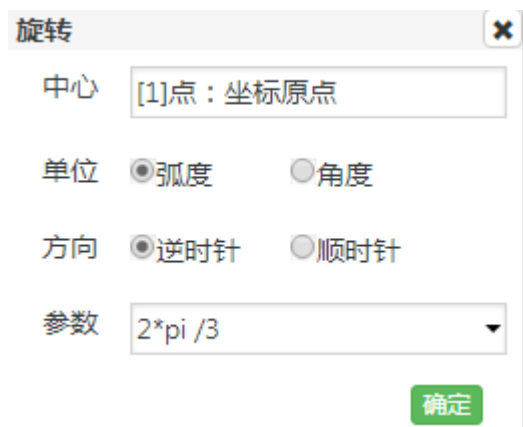 旋转
中心 [1]点：坐标原点
单位 弧度 角度
方向 逆时针 顺时针
参数 2*pi /3
确定